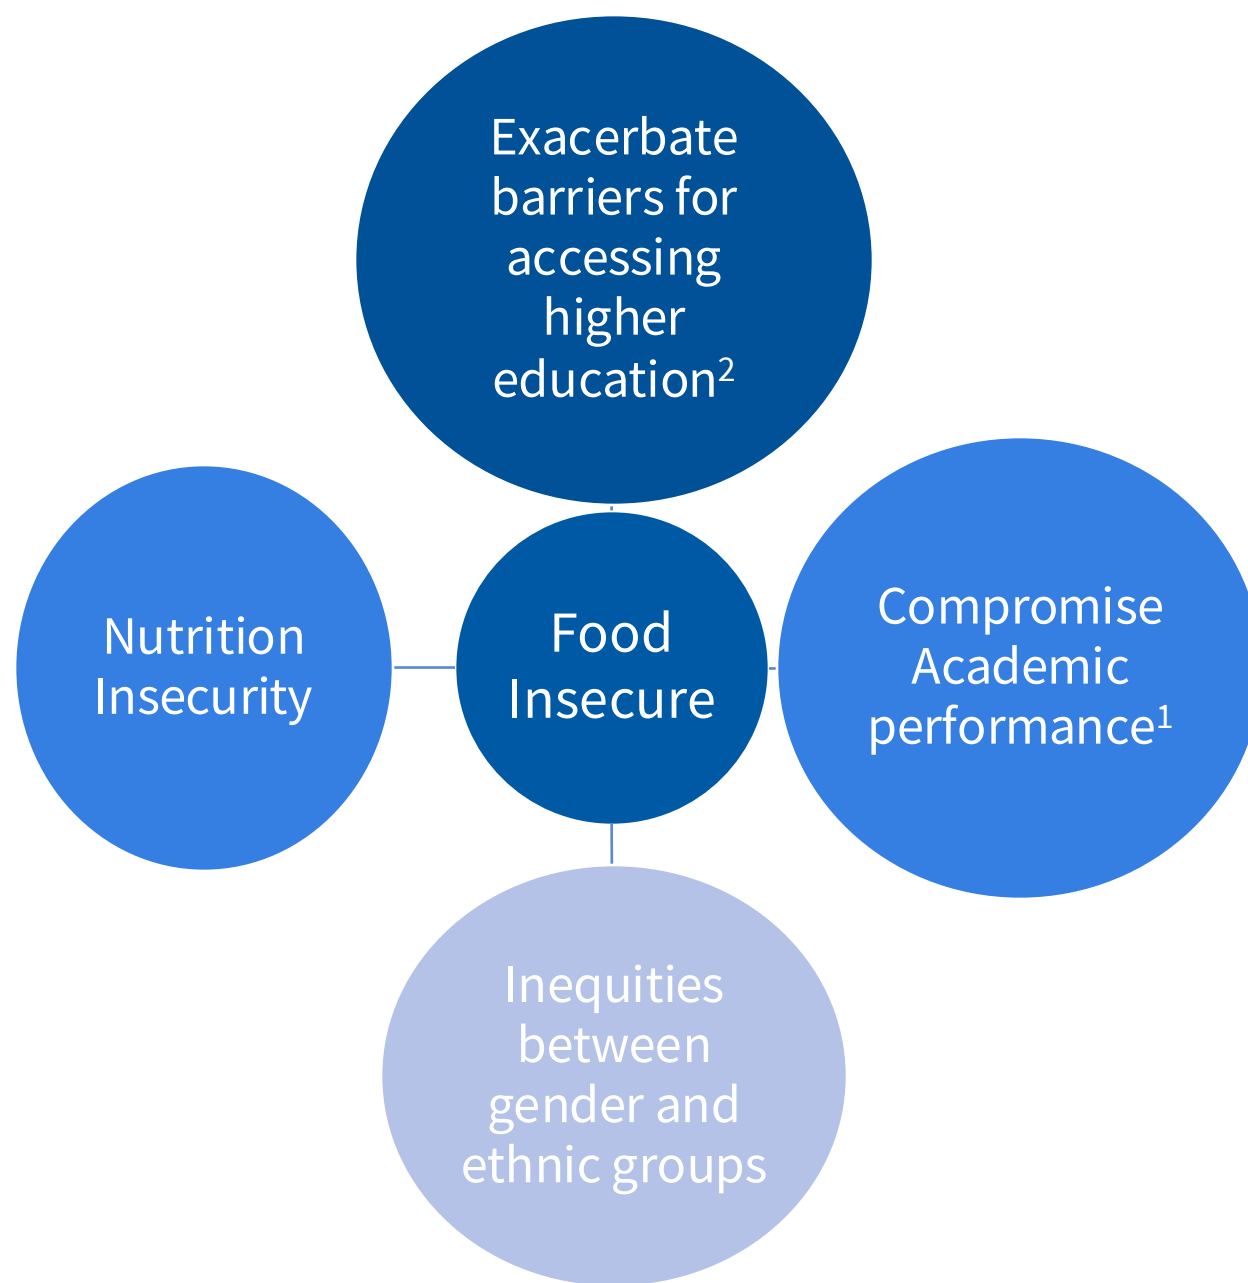 Exacerbate
barriers for
accessing
higher
education²
Nutrition
Insecurity
Food
Insecure
Compromise
Academic
performance¹
Inequities
between
gender and
ethnic groups